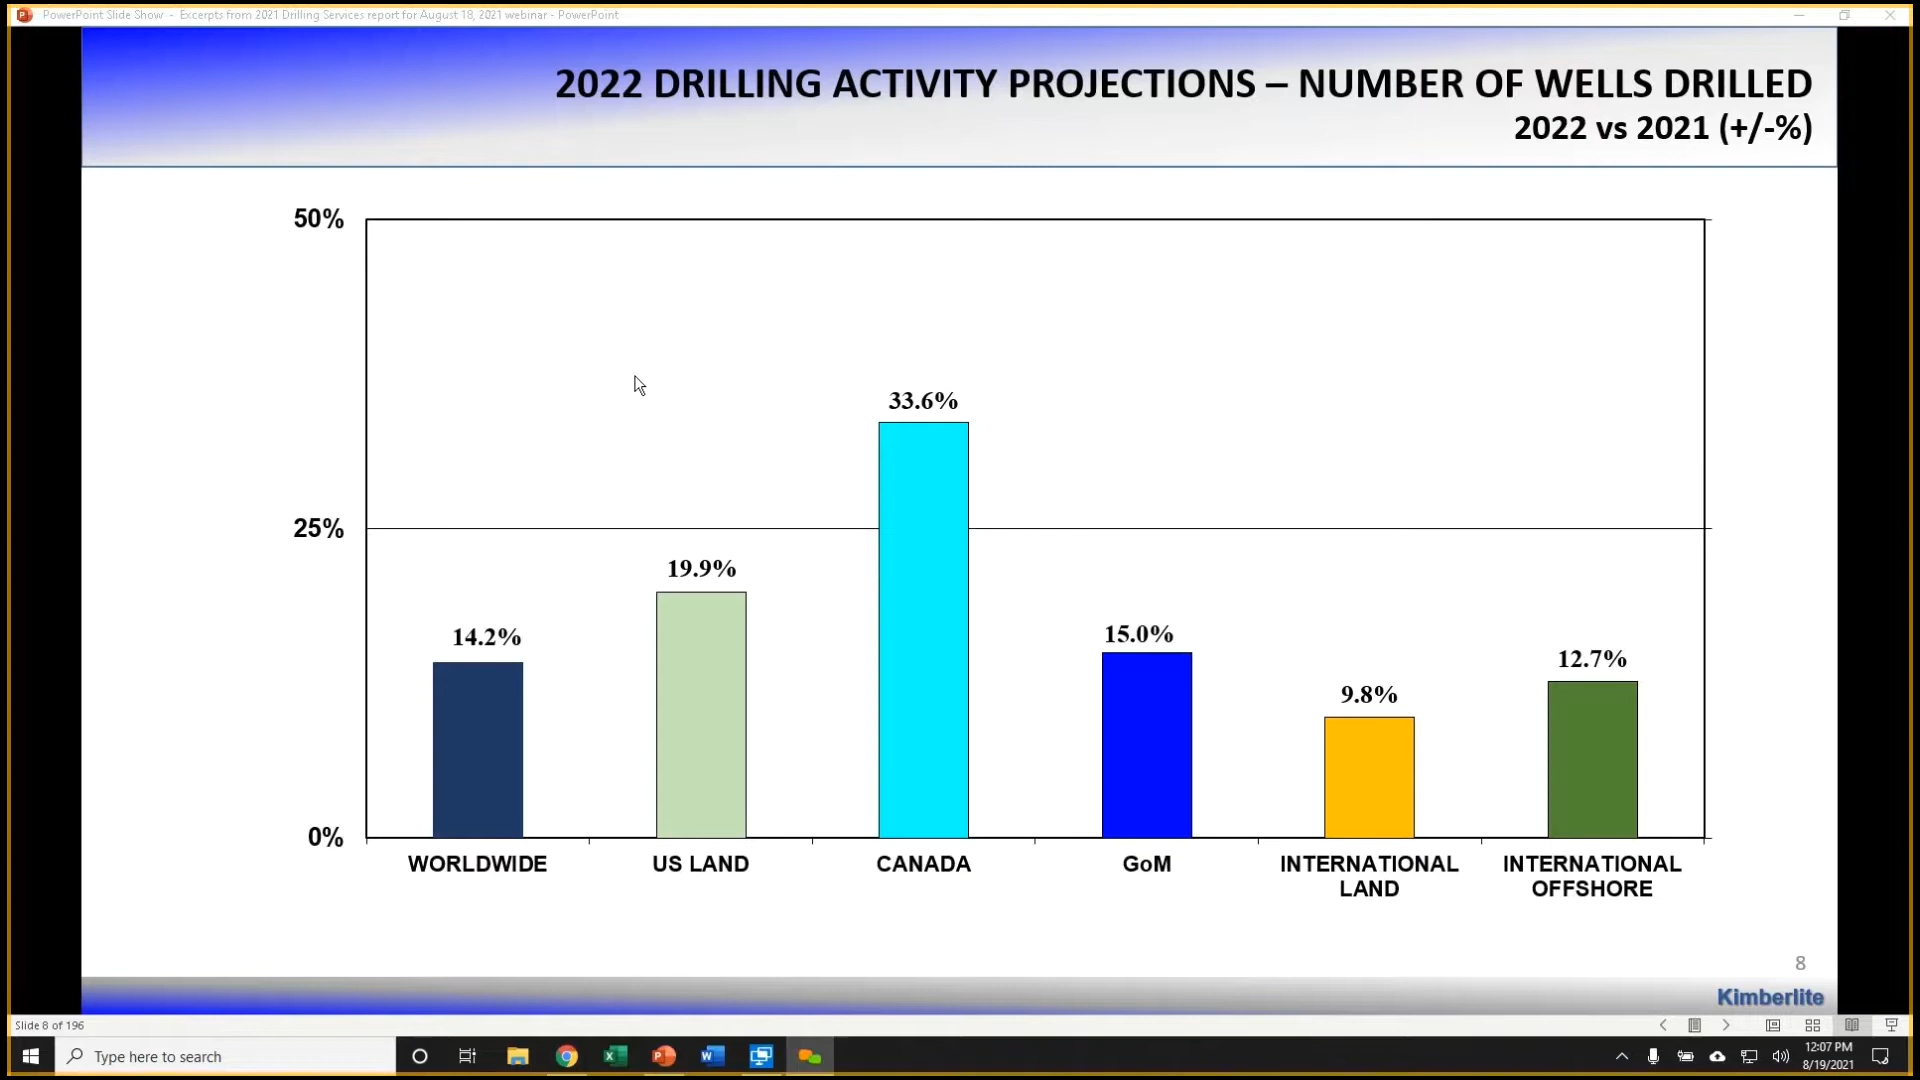 PowerPoint Slide Show - Excerpts from 2021 Drilling Services report for August 18, 2021 webinar - PowerPoint
2022 DRILLING ACTIVITY PROJECTIONS – NUMBER OF WELLS DRILLED
2022 vs 2021 (+/-%)
50%
25%
0%
14.2%
19.9%
33.6%
15.0%
9.8%
12.7%
WORLDWIDE
US LAND
CANADA
GoM
INTERNATIONAL
LAND
INTERNATIONAL
OFFSHORE
8
Kimberlite
Slide 8 of 196
Type here to search
12:07 PM
8/19/2021